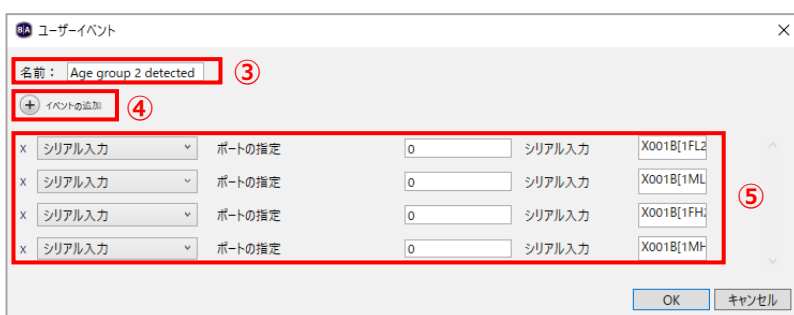 B|A ユーザーイベント ×
名前： Age group 2 detected ③
+ イベントの追加 ④
x シリアル入力 ポートの指定 0 シリアル入力 X001B[1FL2
x シリアル入力 ポートの指定 0 シリアル入力 X001B[1ML
x シリアル入力 ポートの指定 0 シリアル入力 X001B[1FH
x シリアル入力 ポートの指定 0 シリアル入力 X001B[1MH
⑤
OK キャンセル